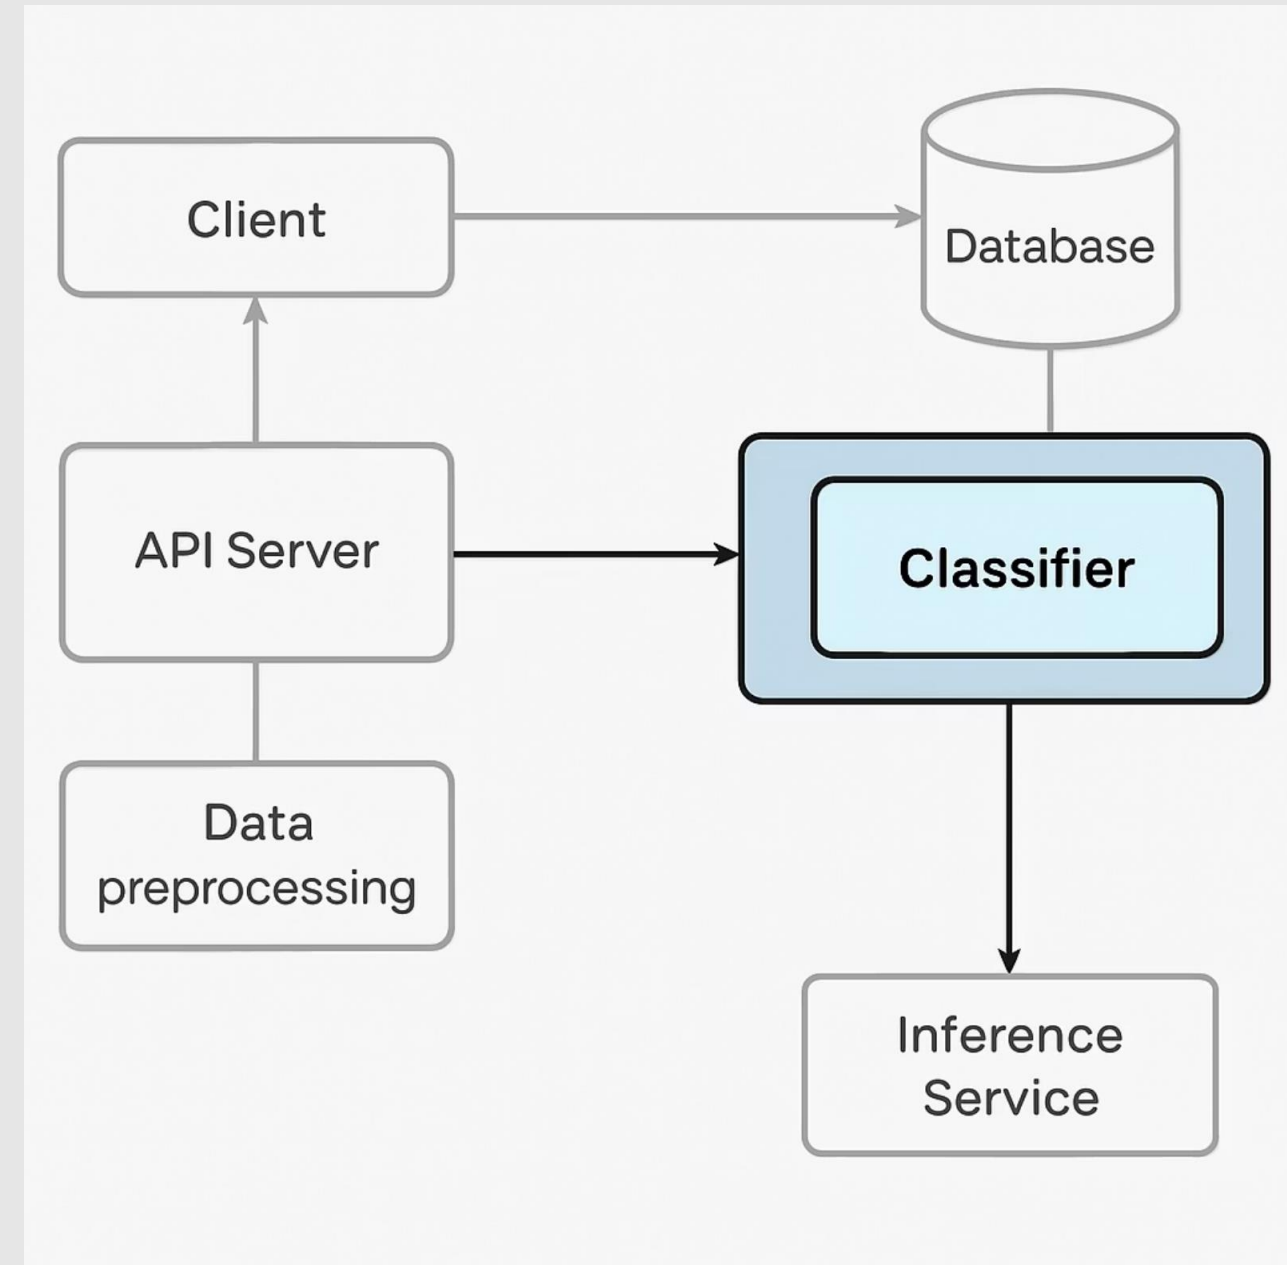 Client
Database
API Server
Classifier
Data
preprocessing
Inference
Service